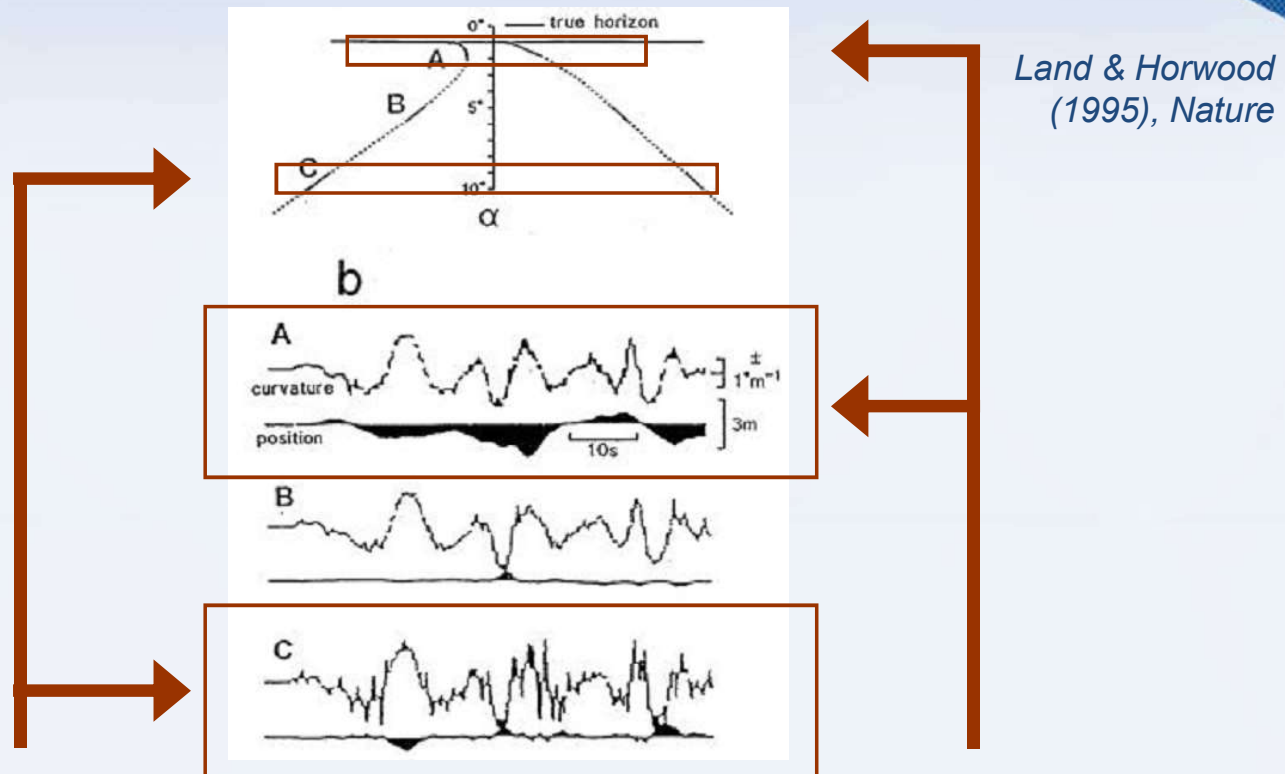 0° true horizon
Land & Horwood
(1995), Nature
A
B
5°
C
10°
α
b
A
curvature
±
1°m⁻¹
position
3m
10s
B
C